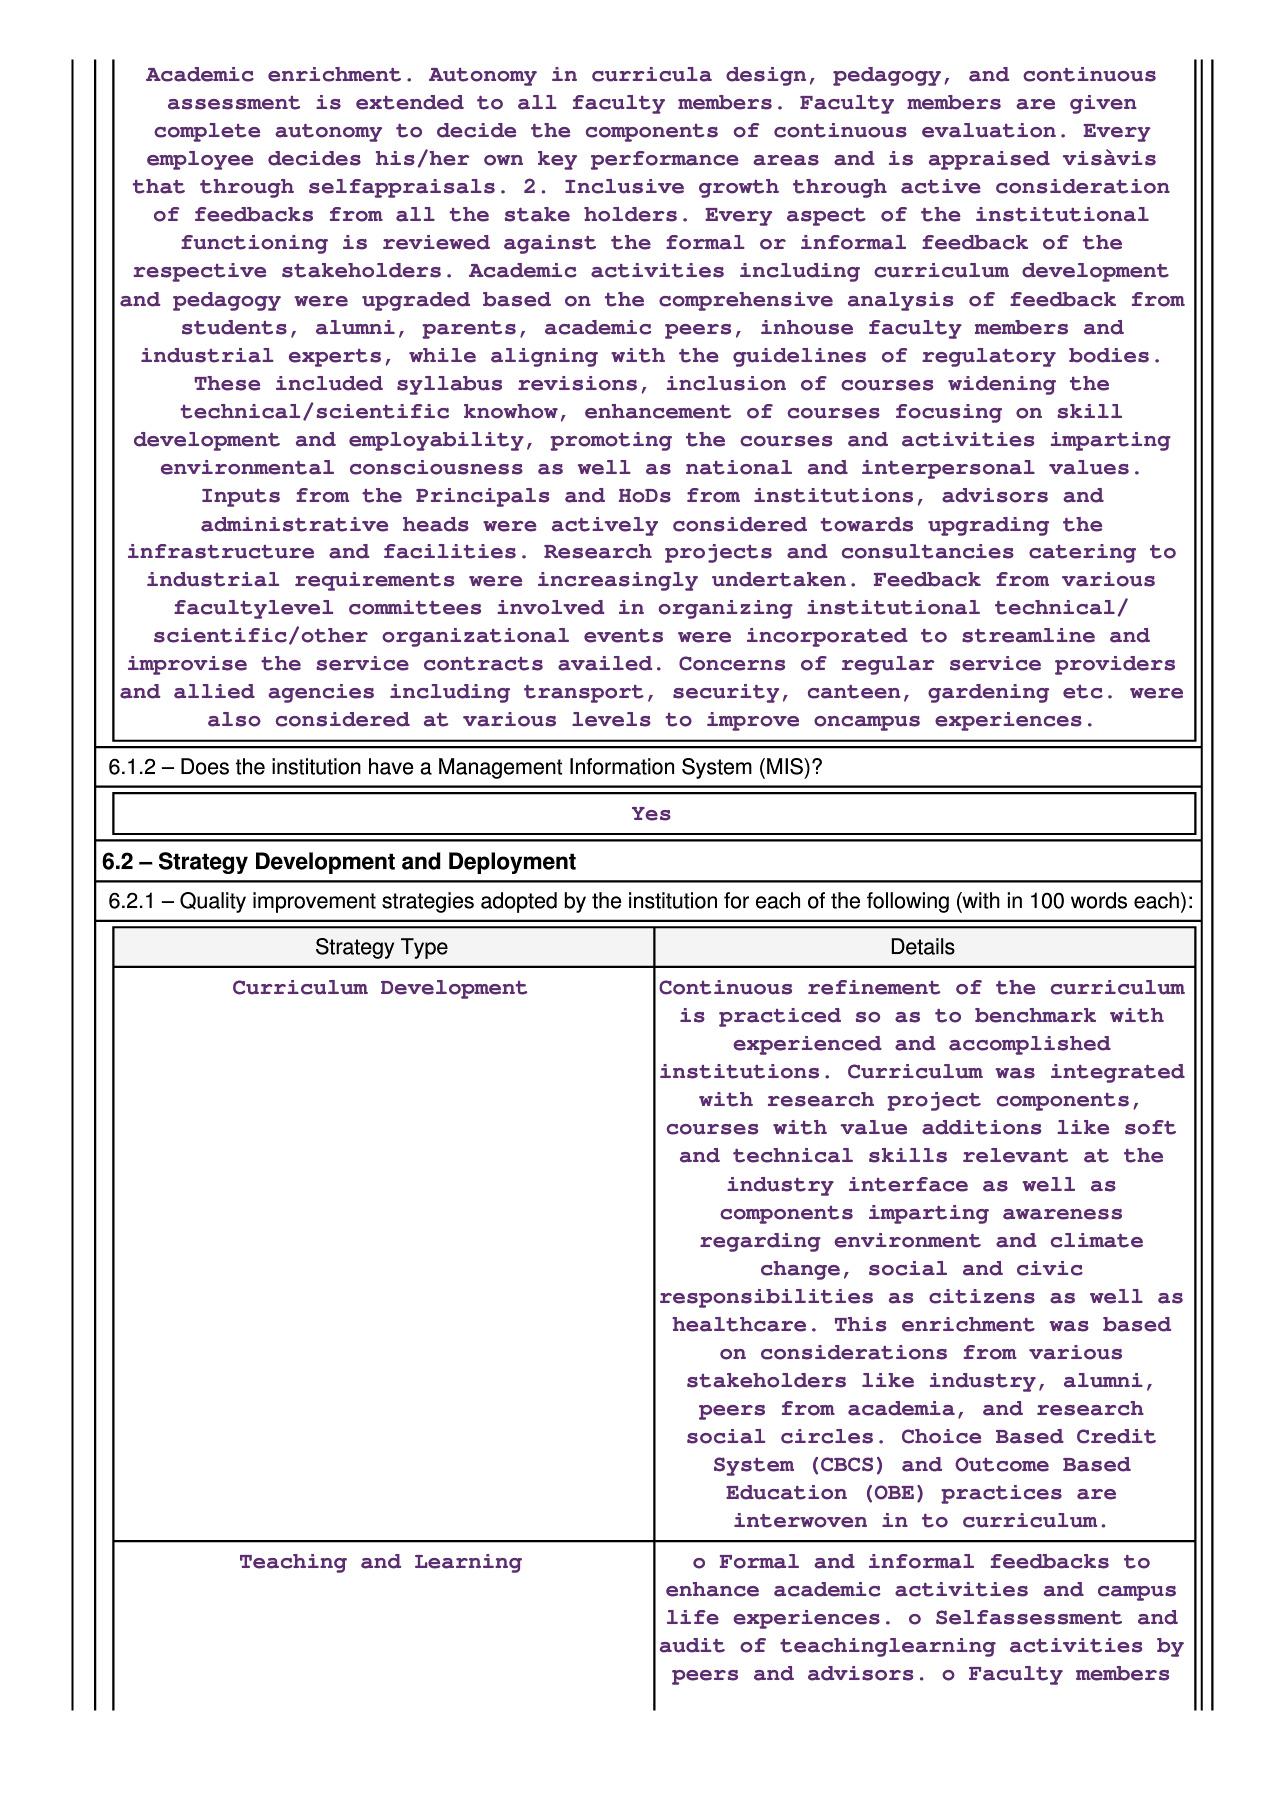 Academic enrichment. Autonomy in curricula design, pedagogy, and continuous
assessment is extended to all faculty members. Faculty members are given
complete autonomy to decide the components of continuous evaluation. Every
employee decides his/her own key performance areas and is appraised visàvis
that through selfappraisals. 2. Inclusive growth through active consideration
of feedbacks from all the stake holders. Every aspect of the institutional
functioning is reviewed against the formal or informal feedback of the
respective stakeholders. Academic activities including curriculum development
and pedagogy were upgraded based on the comprehensive analysis of feedback from
students, alumni, parents, academic peers, inhouse faculty members and
industrial experts, while aligning with the guidelines of regulatory bodies.
These included syllabus revisions, inclusion of courses widening the
technical/scientific knowhow, enhancement of courses focusing on skill
development and employability, promoting the courses and activities imparting
environmental consciousness as well as national and interpersonal values.
Inputs from the Principals and HoDs from institutions, advisors and
administrative heads were actively considered towards upgrading the
infrastructure and facilities. Research projects and consultancies catering to
industrial requirements were increasingly undertaken. Feedback from various
facultylevel committees involved in organizing institutional technical/
scientific/other organizational events were incorporated to streamline and
improvise the service contracts availed. Concerns of regular service providers
and allied agencies including transport, security, canteen, gardening etc. were
also considered at various levels to improve oncampus experiences.
6.1.2 – Does the institution have a Management Information System (MIS)?
Yes
6.2 – Strategy Development and Deployment
6.2.1 – Quality improvement strategies adopted by the institution for each of the following (with in 100 words each):
Strategy Type
Details
Curriculum Development
Continuous refinement of the curriculum
is practiced so as to benchmark with
experienced and accomplished
institutions. Curriculum was integrated
with research project components,
courses with value additions like soft
and technical skills relevant at the
industry interface as well as
components imparting awareness
regarding environment and climate
change, social and civic
responsibilities as citizens as well as
healthcare. This enrichment was based
on considerations from various
stakeholders like industry, alumni,
peers from academia, and research
social circles. Choice Based Credit
System (CBCS) and Outcome Based
Education (OBE) practices are
interwoven in to curriculum.
Teaching and Learning
o Formal and informal feedbacks to
enhance academic activities and campus
life experiences. o Selfassessment and
audit of teachinglearning activities by
peers and advisors. o Faculty members